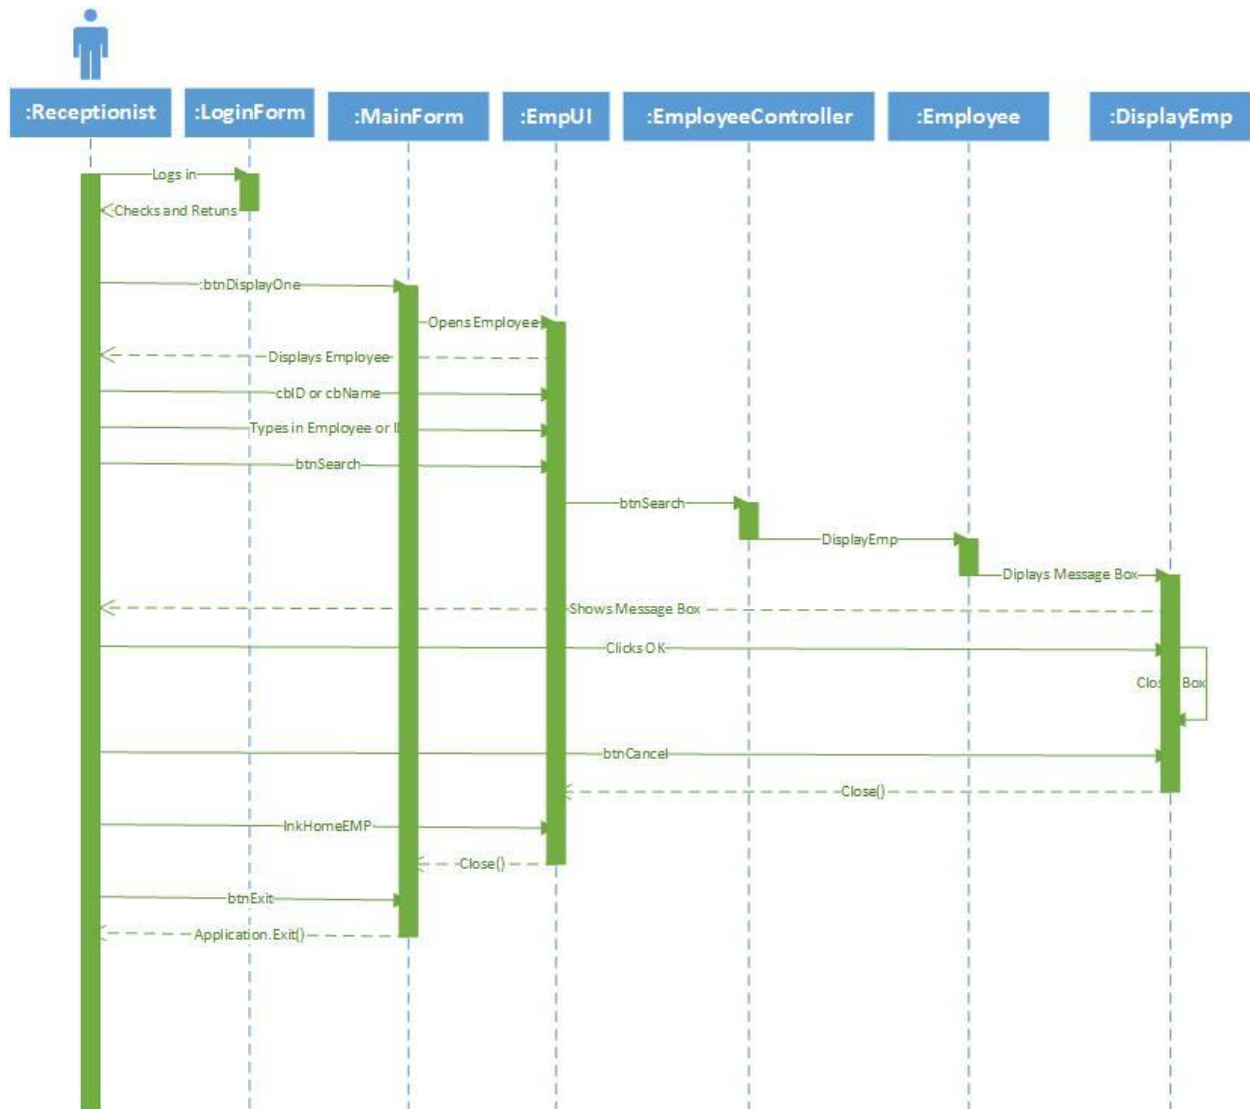 :Receptionist
:LoginForm
:MainForm
:EmpUI
:EmployeeController
:Employee
:DisplayEmp
Logs in
Checks and Retuns
:btnDisplayOne
Opens Employee
Displays Employee
cbID or cbName
Types in Employee or
btnSearch
btnSearch
DisplayEmp
Diplays Message Box
Shows Message Box
Clicks OK
Box
btnCancel
Close()
lnkHomeEMP
Close()
btnExit
Application.Exit()